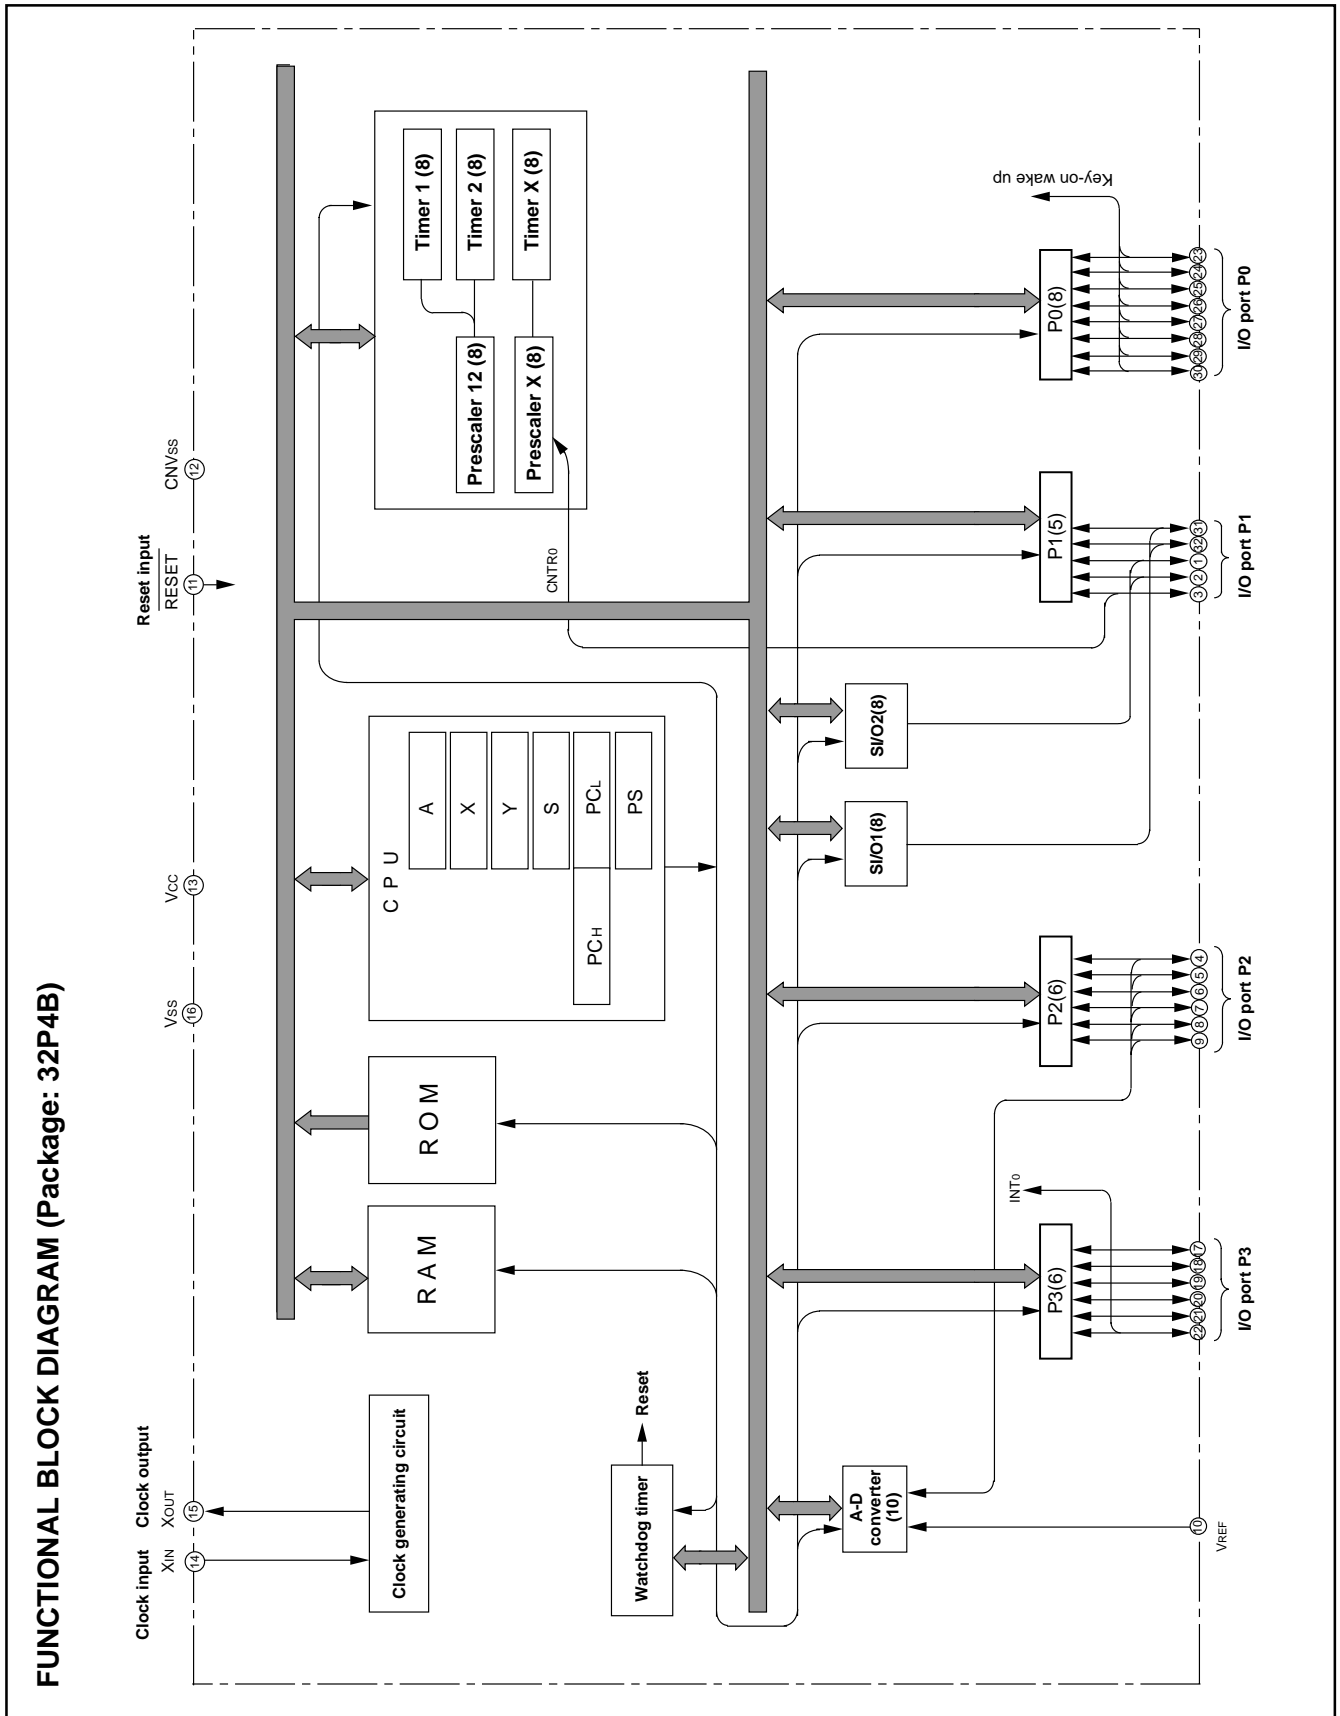 FUNCTIONAL BLOCK DIAGRAM (Package: 32P4B)
Clock input
XIN
14
Clock output
XOUT
15
VSS
16
VCC
13
Reset input
RESET
11
CNVSS
12
Clock generating circuit
RAM
ROM
CPU
A
X
Y
S
PCH
PCL
PS
Timer 1 (8)
Timer 2 (8)
Timer X (8)
Prescaler 12 (8)
Prescaler X (8)
CNTR0
Watchdog timer
Reset
A-D
converter
(10)
SI/O1(8)
SI/O2(8)
INT0
Key-on wake up
P3(6)
P2(6)
P1(5)
P0(8)
10
VREF
22
21
20
19
18
17
I/O port P3
9
8
7
6
5
4
I/O port P2
3
2
1
32
31
I/O port P1
30
29
28
27
26
25
24
23
I/O port P0